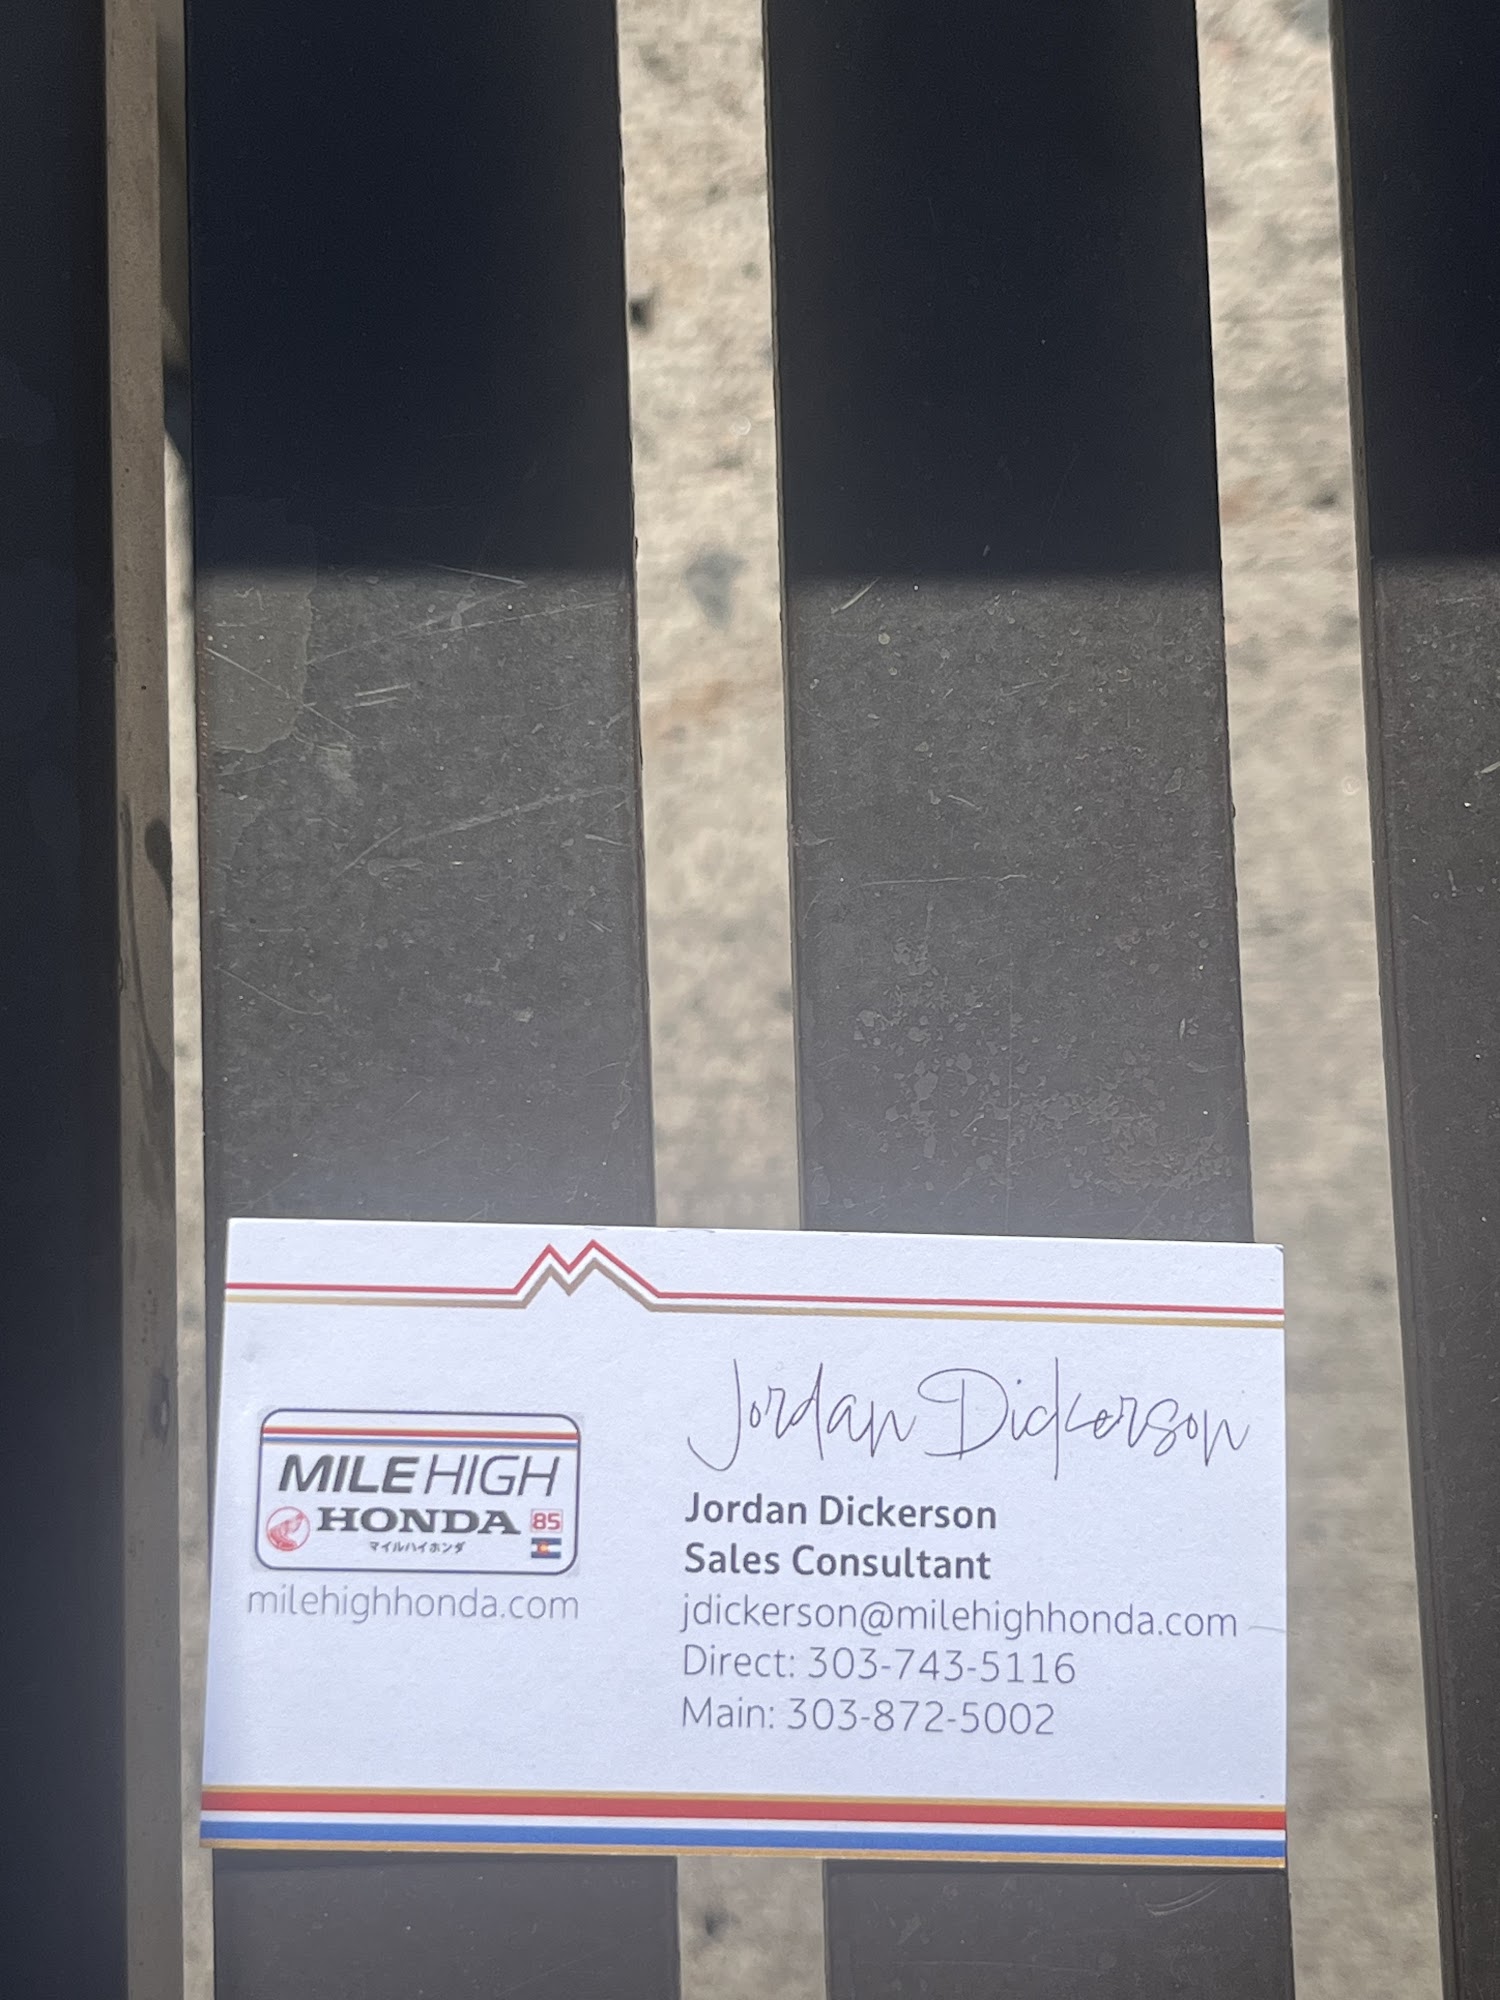 MILE HIGH
HONDA 85
マイルハイホンダ
milehighhonda.com
Jordan Dickerson
Jordan Dickerson
Sales Consultant
jdickerson@milehighhonda.com
Direct: 303-743-5116
Main: 303-872-5002